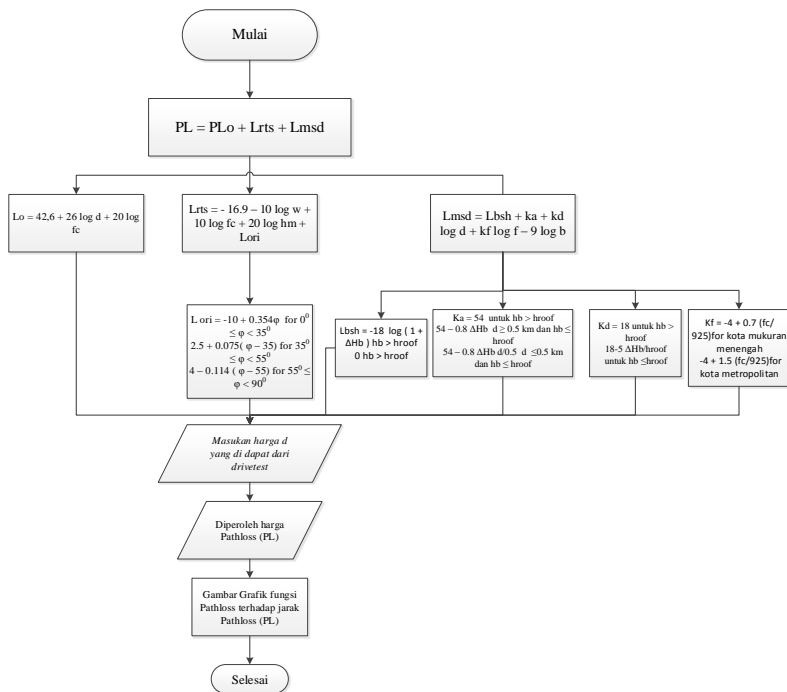 Mulai
PL = PLo + Lrts + Lmsd
Lo = 42,6 + 26 log d + 20 log
fc
Lrts = - 16.9 – 10 log w +
10 log fc + 20 log hm +
Lori
Lmsd = Lbsh + ka + kd
log d + kf log f – 9 log b
L ori = -10 + 0.354φ for 0⁰
≤ φ < 35⁰
2.5 + 0.075( φ – 35) for 35⁰
≤ φ < 55⁰
4 – 0.114 ( φ – 55) for 55⁰ ≤
φ < 90⁰
Lbsh = -18 log ( 1 +
ΔHb ) hb > hroof
0 hb > hroof
Ka = 54 untuk hb > hroof
54 – 0.8 ΔHb d ≥ 0.5 km dan hb ≤
hroof
54 – 0.8 ΔHb d/0.5 d ≤0.5 km
dan hb ≤ hroof
Kd = 18 untuk hb >
hroof
18-5 ΔHb/hroof
untuk hb ≤hroof
Kf = -4 + 0.7 (fc/
925)for kota mukuran
menengah
-4 + 1.5 (fc/925)for
kota metropolitan
Masukan harga d
yang di dapat dari
drivetest
Diperoleh harga
Pathloss (PL)
Gambar Grafik fungsi
Pathloss terhadap jarak
Pathloss (PL)
Selesai